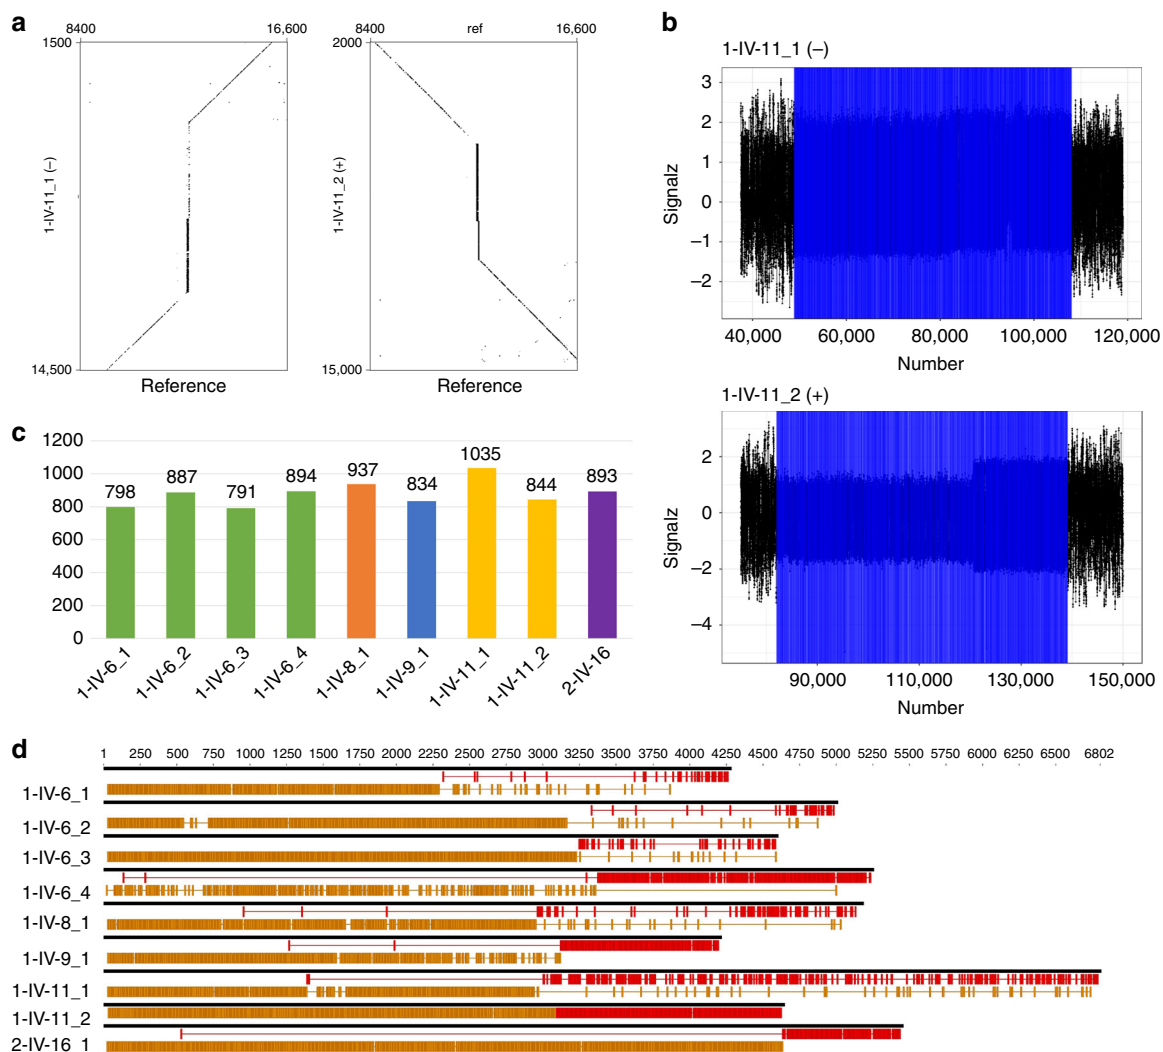 a
8400
16,600
1500
1-IV-11_1 (–)
14,500
Reference
8400
ref
16,600
2000
1-IV-11_2 (+)
15,000
Reference
b
1-IV-11_1 (–)
3
2
1
0
–1
–2
Signalz
40,000 60,000 80,000 100,000 120,000
Number
1-IV-11_2 (+)
2
0
–2
–4
Signalz
90,000 110,000 130,000 150,000
Number
c
1200
1000
800
600
400
200
0
798 887 791 894 937 834 1035 844 893
1-IV-6_1 1-IV-6_2 1-IV-6_3 1-IV-6_4 1-IV-8_1 1-IV-9_1 1-IV-11_1 1-IV-11_2 2-IV-16
d
1 250 500 750 1000 1250 1500 1750 2000 2250 2500 2750 3000 3250 3500 3750 4000 4250 4500 4750 5000 5250 5500 5750 6000 6250 6500 6802
1-IV-6_1
1-IV-6_2
1-IV-6_3
1-IV-6_4
1-IV-8_1
1-IV-9_1
1-IV-11_1
1-IV-11_2
2-IV-16_1